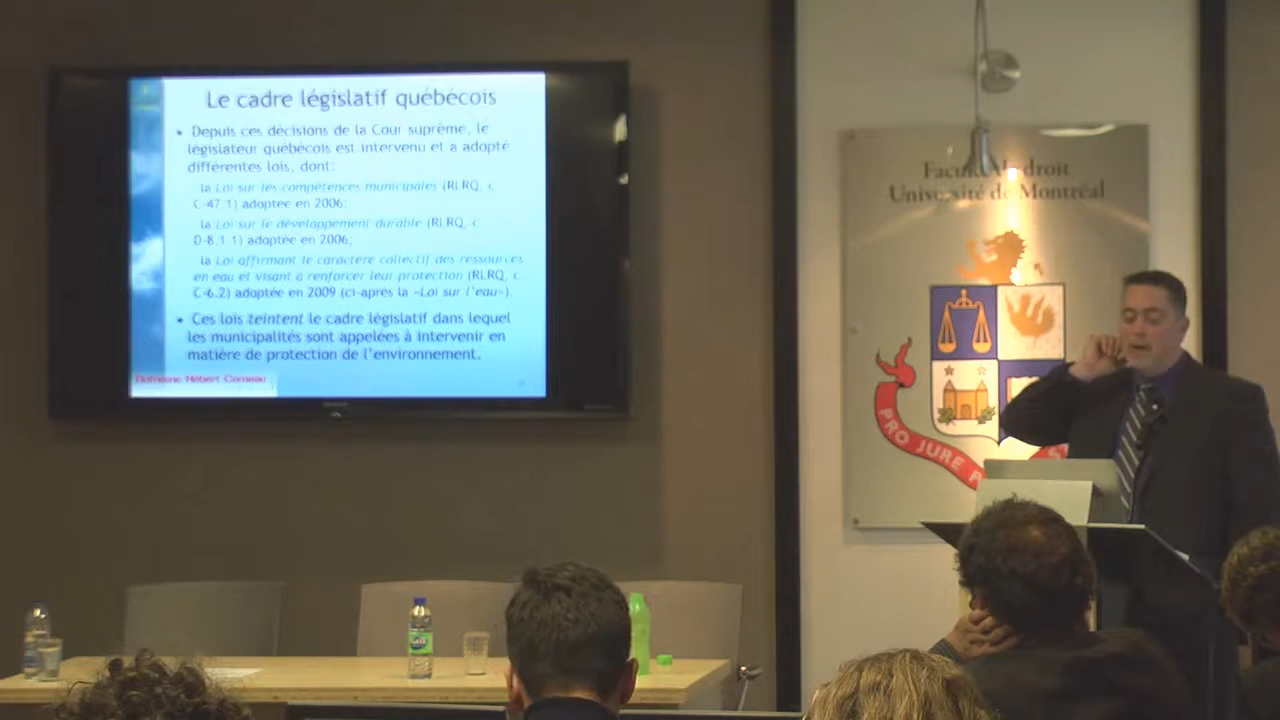 Le cadre législatif québécois
• Depuis ces décisions de la Cour suprême, le
législateur québécois est intervenu et a adopté
différentes lois, dont:
la Loi sur les compétences municipales (RLRQ, c
C-47.1) adoptée en 2006;
la Loi sur le développement durable (RLRQ, c
D-8.1.1) adoptée en 2006;
la Loi affirmant le caractère collectif des ressources
en eau et visant à renforcer leur protection (RLRQ, c
C-6.2) adoptée en 2009 (ci-après la «Loi sur l'eau»).
• Ces lois teintent le cadre législatif dans lequel
les municipalités sont appelées à intervenir en
matière de protection de l'environnement.
Dufresne Hébert Comeau
Faculté de droit
Université de Montréal
PRO JURE